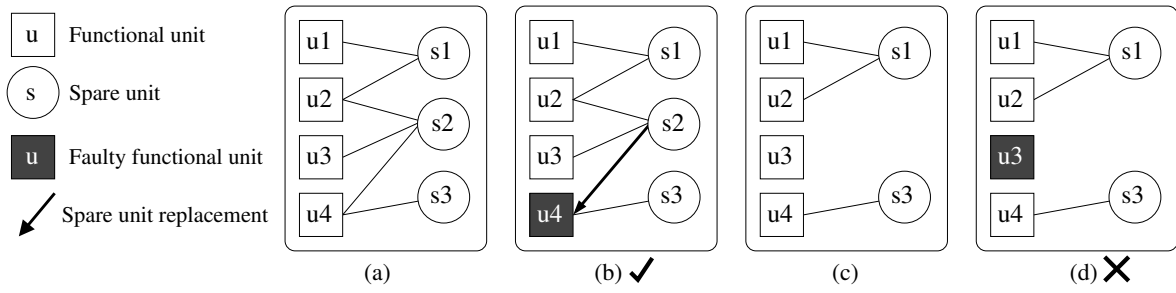 u Functional unit
s Spare unit
u Faulty functional unit
Spare unit replacement
u1
u2
u3
u4
s1
s2
s3
(a)
u1
u2
u3
u4
s1
s2
s3
(b) ✓
u1
u2
u3
u4
s1
s3
(c)
u1
u2
u3
u4
s1
s3
(d) ✕